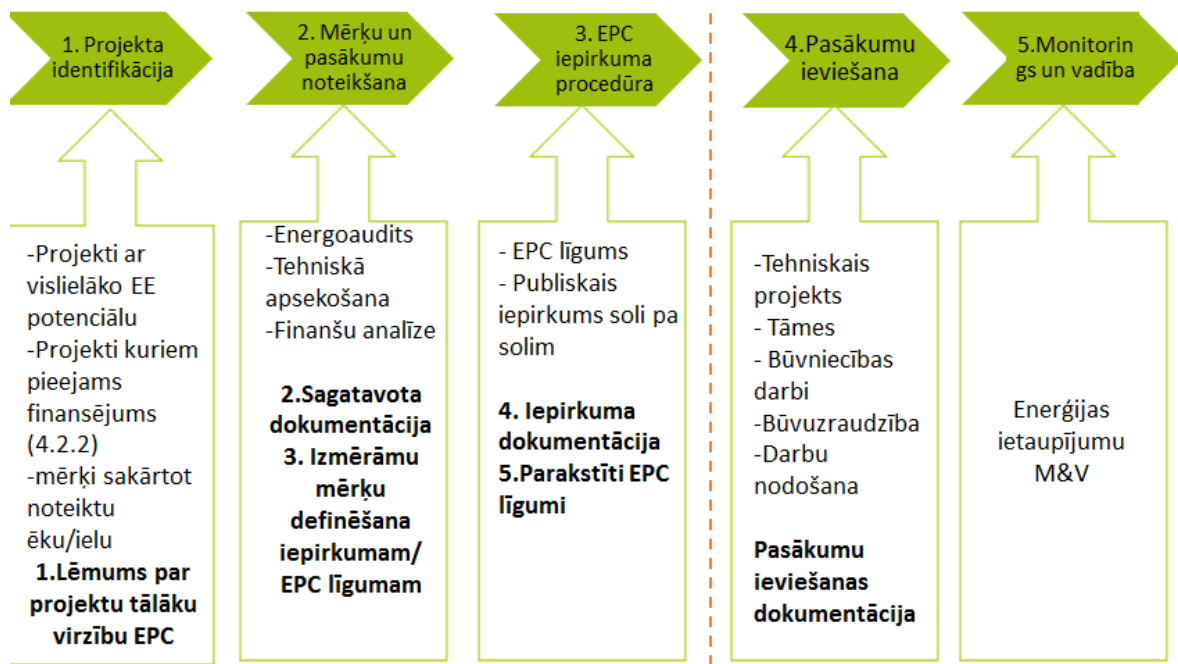 1. Projekta
identifikācija
2. Mērķu un
pasākumu
noteikšana
3. EPC
iepirkuma
procedūra
4.Pasākumu
ieviešana
5.Monitorin
gs un vadība
-Projekti ar
vislielāko EE
potenciālu
-Projekti kuriem
pieejams
finansējums
(4.2.2)
-mērķi sakārtot
noteiktu
ēku/ielu
1.Lēmums par
projektu tālāku
virzību EPC
-Energoaudits
-Tehniskā
apsekošana
-Finanšu analīze
2.Sagatavota
dokumentācija
3. Izmērāmu
mērķu
definēšana
iepirkumam/
EPC līgumam
- EPC līgums
- Publiskais
iepirkums soli pa
solim
4. Iepirkuma
dokumentācija
5.Parakstīti EPC
līgumi
-Tehniskais
projekts
- Tāmes
- Būvniecības
darbi
-Būvuzraudzība
-Darbu
nodošana
Pasākumu
ieviešanas
dokumentācija
Enerģijas
ietaupījumu
M&V